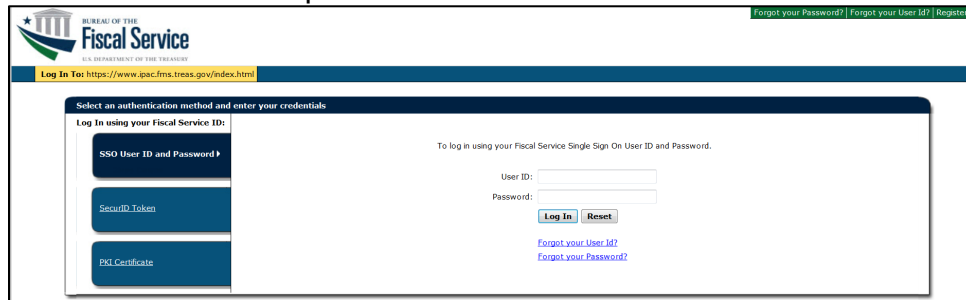 Forgot your Password? Forgot your User Id? Register
BUREAU OF THE
Fiscal Service
U.S. DEPARTMENT OF THE TREASURY
Log In To: https://www.ipac.fms.treas.gov/index.html
Select an authentication method and enter your credentials
Log In using your Fiscal Service ID:
SSO User ID and Password
To log in using your Fiscal Service Single Sign On User ID and Password.
User ID:
Password:
Log In Reset
SecurID Token
Forgot your User Id?
Forgot your Password?
PKI Certificate